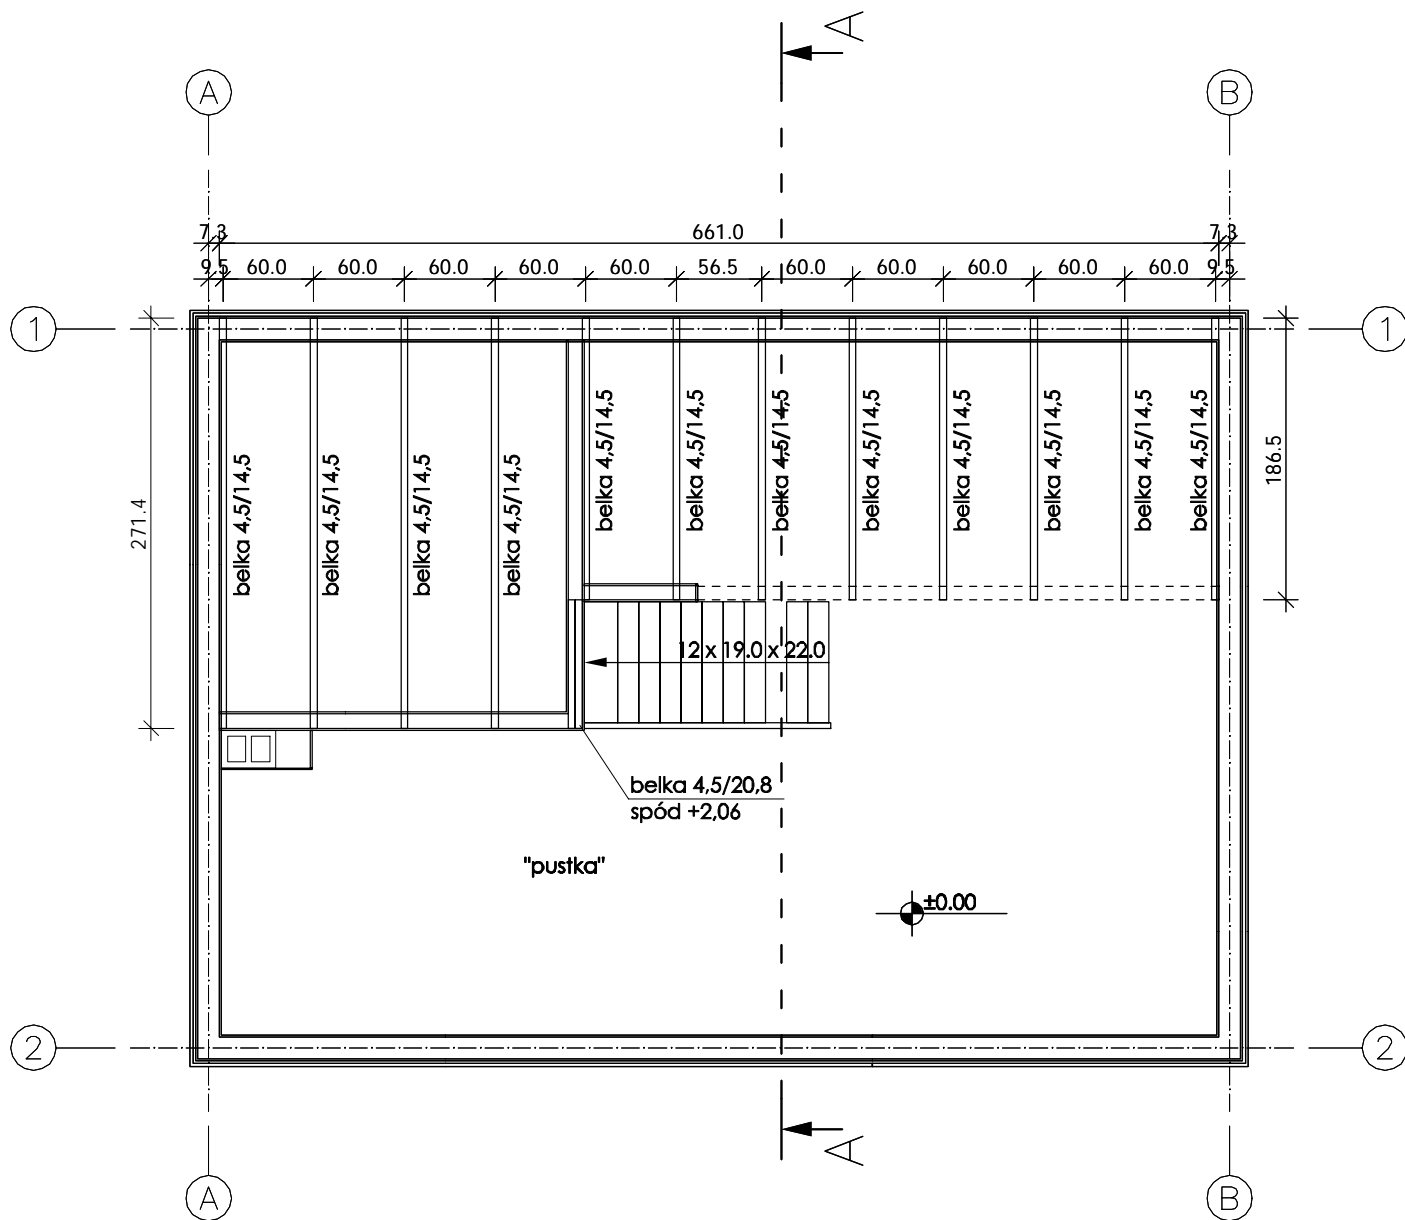 A
A
B
7.3
661.0
7.3
9.5
60.0
60.0
60.0
60.0
60.0
56.5
60.0
60.0
60.0
60.0
60.0
9.5
1
1
271.4
186.5
belka 4,5/14,5
belka 4,5/14,5
belka 4,5/14,5
belka 4,5/14,5
belka 4,5/14,5
belka 4,5/14,5
belka 4,5/14,5
belka 4,5/14,5
belka 4,5/14,5
belka 4,5/14,5
belka 4,5/14,5
belka 4,5/14,5
12 x 19.0 x 22.0
belka 4,5/20,8
spód +2,06
"pustka"
±0.00
2
2
A
A
B